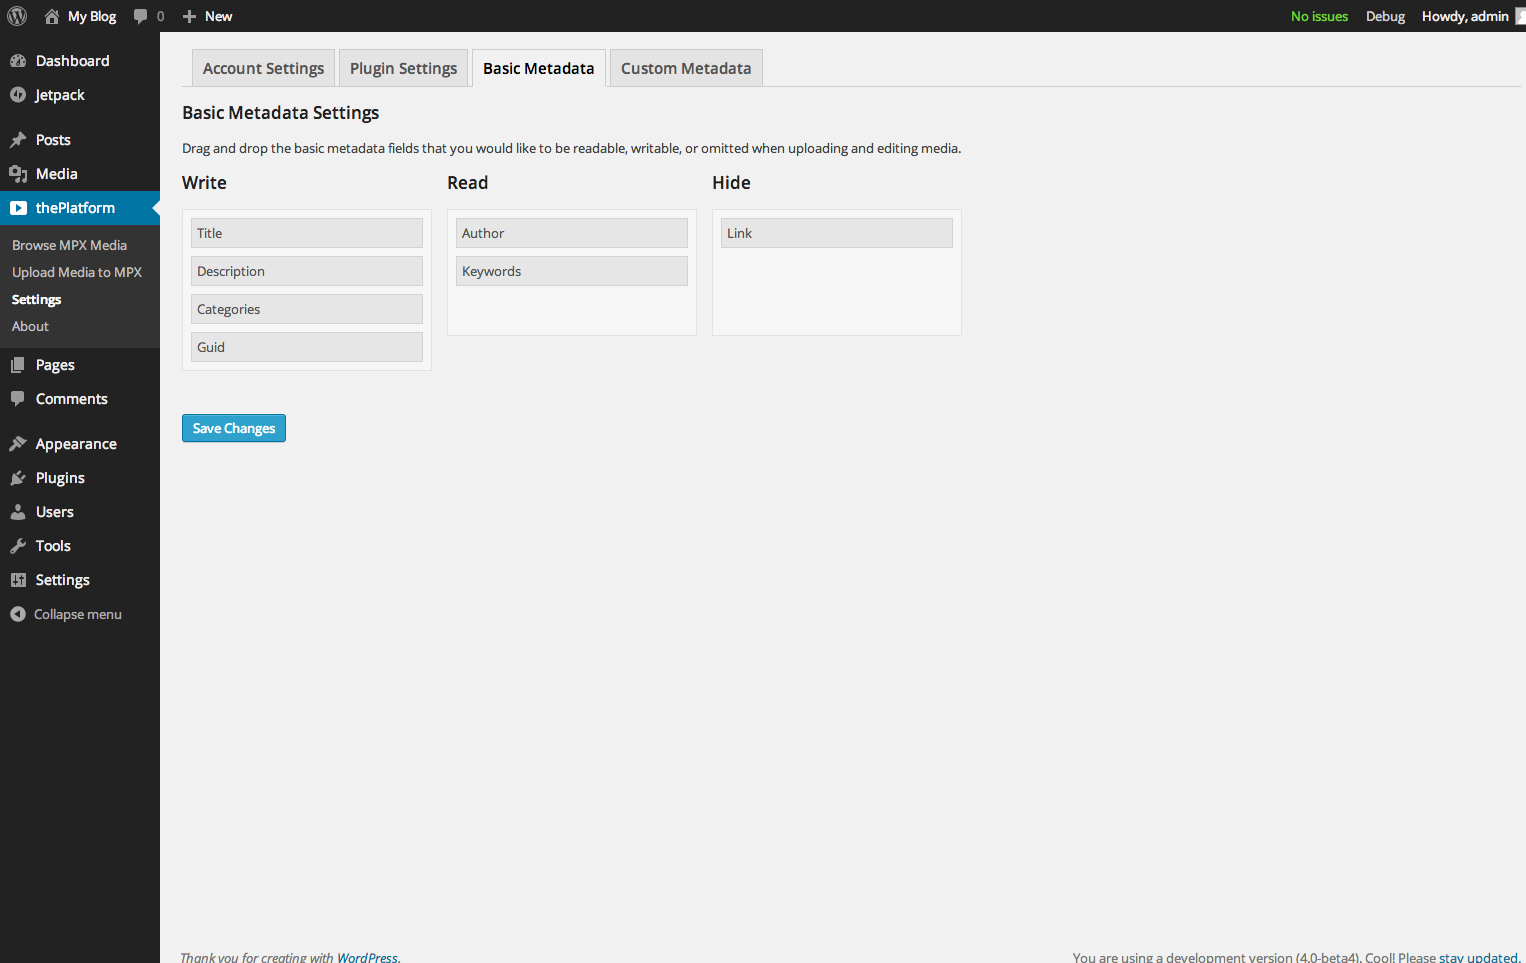 My Blog 0 New No issues Debug Howdy, admin
Dashboard
Jetpack
Posts
Media
thePlatform
Browse MPX Media
Upload Media to MPX
Settings
About
Pages
Comments
Appearance
Plugins
Users
Tools
Settings
Collapse menu
Account Settings Plugin Settings Basic Metadata Custom Metadata
Basic Metadata Settings
Drag and drop the basic metadata fields that you would like to be readable, writable, or omitted when uploading and editing media.
Write
Title
Description
Categories
Guid
Read
Author
Keywords
Hide
Link
Save Changes
Thank you for creating with WordPress.
You are using a development version (4.0-beta4). Cool! Please stay updated.